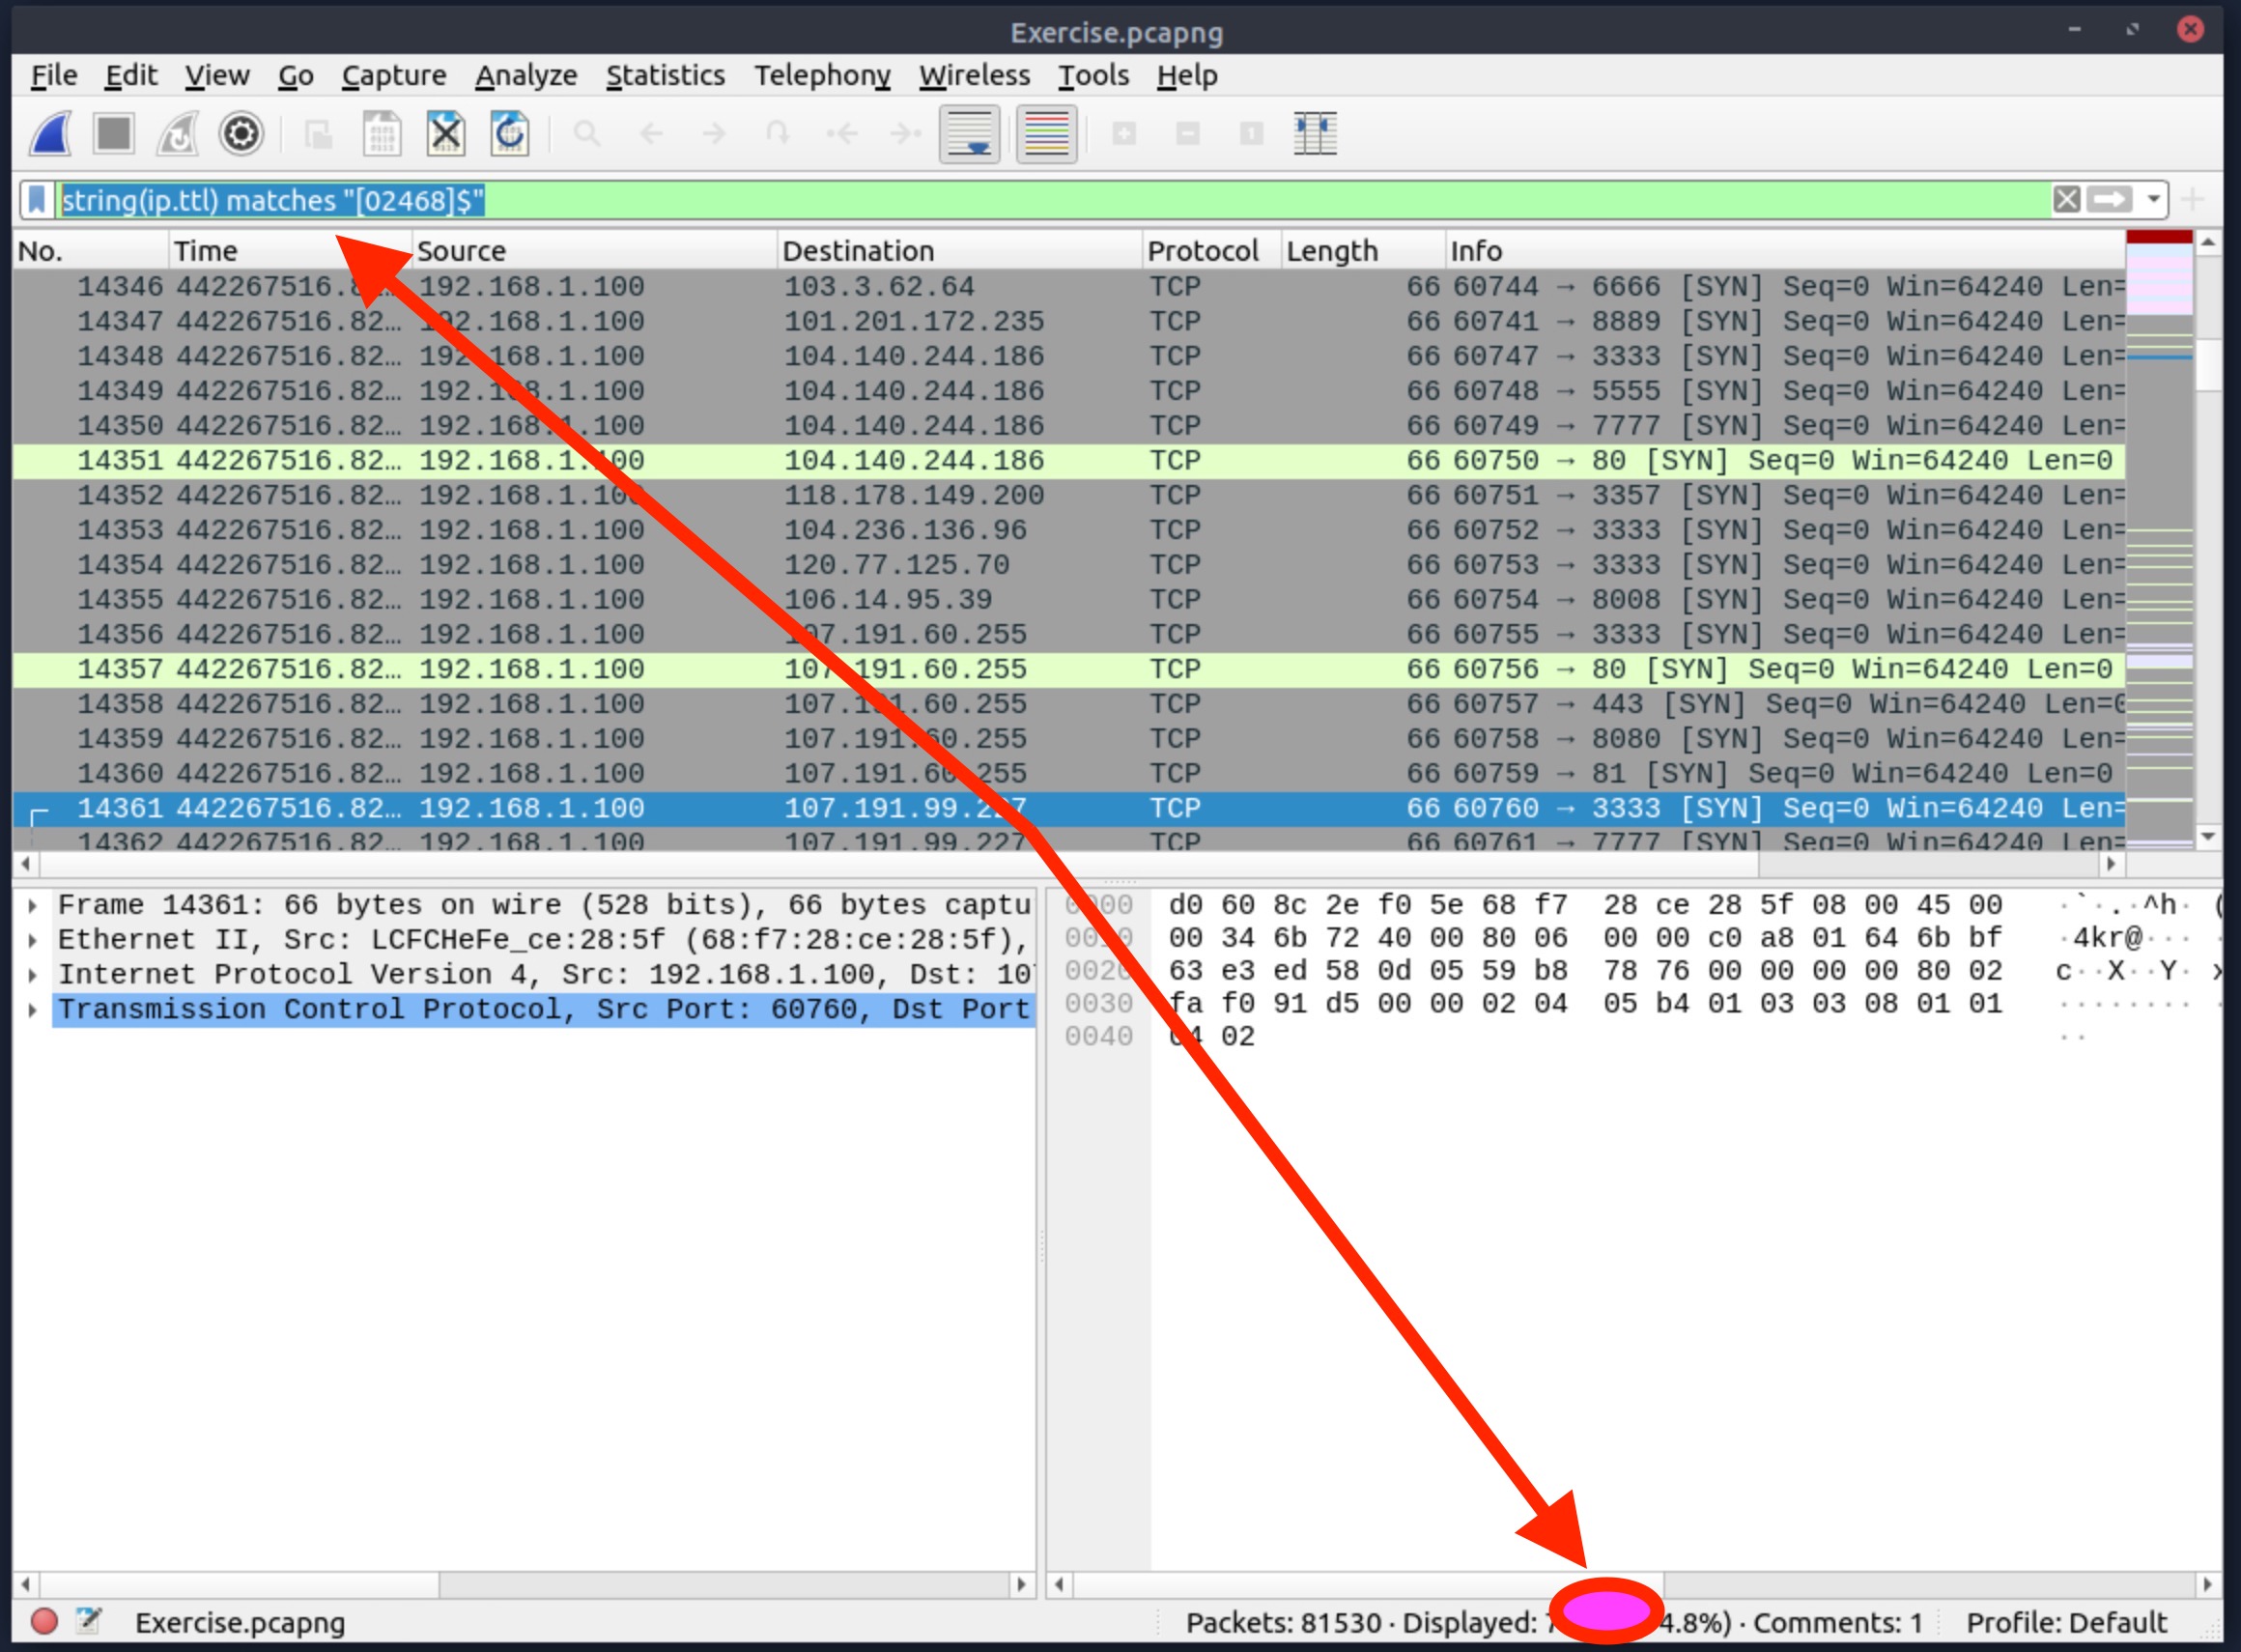 Exercise.pcapng
File Edit View Go Capture Analyze Statistics Telephony Wireless Tools Help
string(ip.ttl) matches "[02468]$"
No. Time Source Destination Protocol Length Info
14346 442267516.8… 192.168.1.100 103.3.62.64 TCP 66 60744 → 6666 [SYN] Seq=0 Win=64240 Len=
14347 442267516.82… 192.168.1.100 101.201.172.235 TCP 66 60741 → 8889 [SYN] Seq=0 Win=64240 Len=
14348 442267516.82… 192.168.1.100 104.140.244.186 TCP 66 60747 → 3333 [SYN] Seq=0 Win=64240 Len=
14349 442267516.82… 192.168.1.100 104.140.244.186 TCP 66 60748 → 5555 [SYN] Seq=0 Win=64240 Len=
14350 442267516.82… 192.168.1.100 104.140.244.186 TCP 66 60749 → 7777 [SYN] Seq=0 Win=64240 Len=
14351 442267516.82… 192.168.1.100 104.140.244.186 TCP 66 60750 → 80 [SYN] Seq=0 Win=64240 Len=0
14352 442267516.82… 192.168.1.100 118.178.149.200 TCP 66 60751 → 3357 [SYN] Seq=0 Win=64240 Len=
14353 442267516.82… 192.168.1.100 104.236.136.96 TCP 66 60752 → 3333 [SYN] Seq=0 Win=64240 Len=
14354 442267516.82… 192.168.1.100 120.77.125.70 TCP 66 60753 → 3333 [SYN] Seq=0 Win=64240 Len=
14355 442267516.82… 192.168.1.100 106.14.95.39 TCP 66 60754 → 8008 [SYN] Seq=0 Win=64240 Len=
14356 442267516.82… 192.168.1.100 107.191.60.255 TCP 66 60755 → 3333 [SYN] Seq=0 Win=64240 Len=
14357 442267516.82… 192.168.1.100 107.191.60.255 TCP 66 60756 → 80 [SYN] Seq=0 Win=64240 Len=0
14358 442267516.82… 192.168.1.100 107.191.60.255 TCP 66 60757 → 443 [SYN] Seq=0 Win=64240 Len=0
14359 442267516.82… 192.168.1.100 107.191.60.255 TCP 66 60758 → 8080 [SYN] Seq=0 Win=64240 Len=
14360 442267516.82… 192.168.1.100 107.191.60.255 TCP 66 60759 → 81 [SYN] Seq=0 Win=64240 Len=0
14361 442267516.82… 192.168.1.100 107.191.99.227 TCP 66 60760 → 3333 [SYN] Seq=0 Win=64240 Len=
14362 442267516.82… 192.168.1.100 107.191.99.227 TCP 66 60761 → 7777 [SYN] Seq=0 Win=64240 Len=
Frame 14361: 66 bytes on wire (528 bits), 66 bytes captu
Ethernet II, Src: LCFCHeFe_ce:28:5f (68:f7:28:ce:28:5f),
Internet Protocol Version 4, Src: 192.168.1.100, Dst: 10
Transmission Control Protocol, Src Port: 60760, Dst Port
0000 d0 60 8c 2e f0 5e 68 f7 28 ce 28 5f 08 00 45 00 ·`·.·^h· (
0010 00 34 6b 72 40 00 80 06 00 00 c0 a8 01 64 6b bf ·4kr@···
0020 63 e3 ed 58 0d 05 59 b8 78 76 00 00 00 00 80 02 c··X··Y· x
0030 fa f0 91 d5 00 00 02 04 05 b4 01 03 03 08 01 01 ········
0040 04 02 ··
Exercise.pcapng Packets: 81530 · Displayed: 4.8%) · Comments: 1 Profile: Default